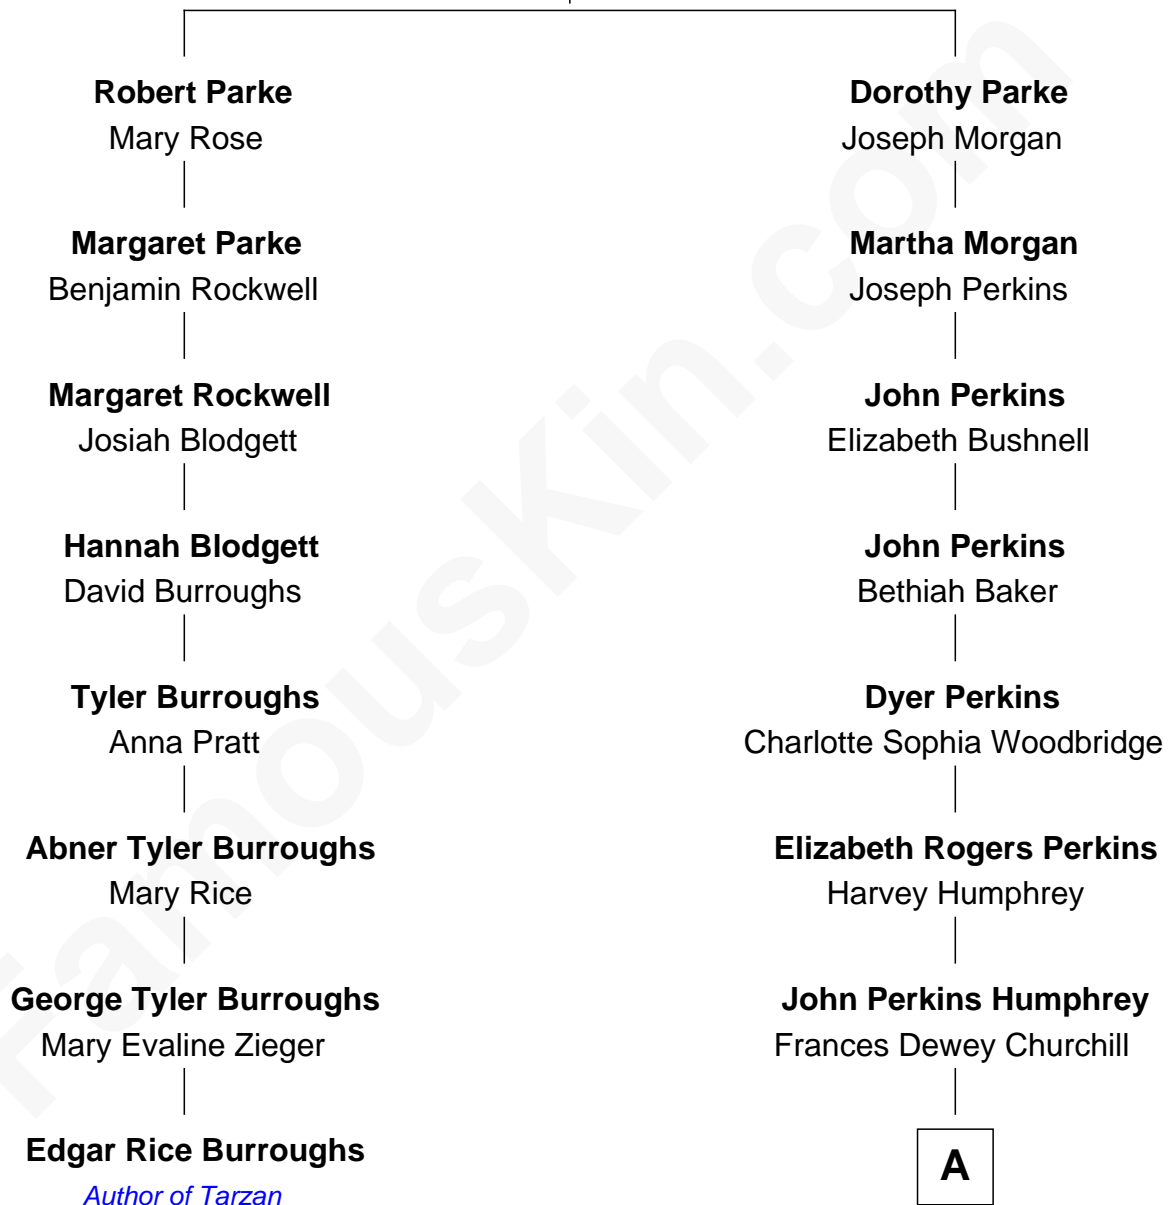 Robert Parke
Mary Rose
Margaret Parke
Benjamin Rockwell
Margaret Rockwell
Josiah Blodgett
Hannah Blodgett
David Burroughs
Tyler Burroughs
Anna Pratt
Abner Tyler Burroughs
Mary Rice
George Tyler Burroughs
Mary Evaline Zieger
Edgar Rice Burroughs
Author of Tarzan
Dorothy Parke
Joseph Morgan
Martha Morgan
Joseph Perkins
John Perkins
Elizabeth Bushnell
John Perkins
Bethiah Baker
Dyer Perkins
Charlotte Sophia Woodbridge
Elizabeth Rogers Perkins
Harvey Humphrey
John Perkins Humphrey
Frances Dewey Churchill
A
FamousKin.com